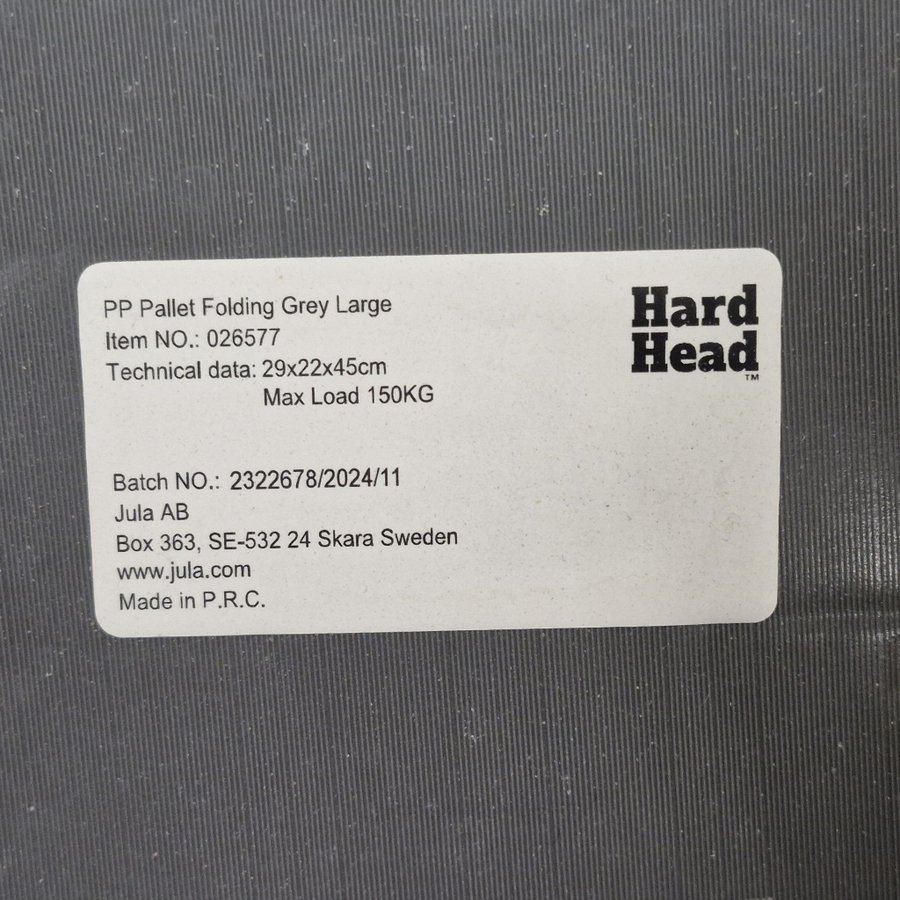 PP Pallet Folding Grey Large
Item NO.: 026577
Technical data: 29x22x45cm
Max Load 150KG
Hard
Head
TM
Batch NO.: 2322678/2024/11
Jula AB
Box 363, SE-532 24 Skara Sweden
www.jula.com
Made in P.R.C.